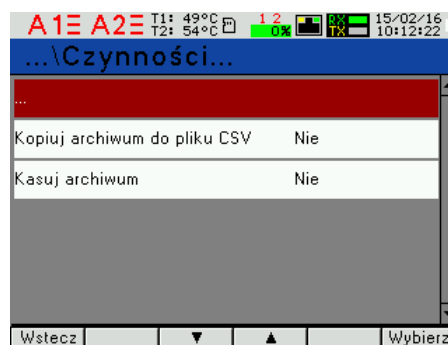 A1Ξ A2Ξ T1: 49°C 1 2 RX 15/02/16
T2: 54°C 0% TX 10:12:22
...\Czynności...
...
Kopiuj archiwum do pliku CSV Nie
Kasuj archiwum Nie
Wstecz ▼ ▲ Wybierz